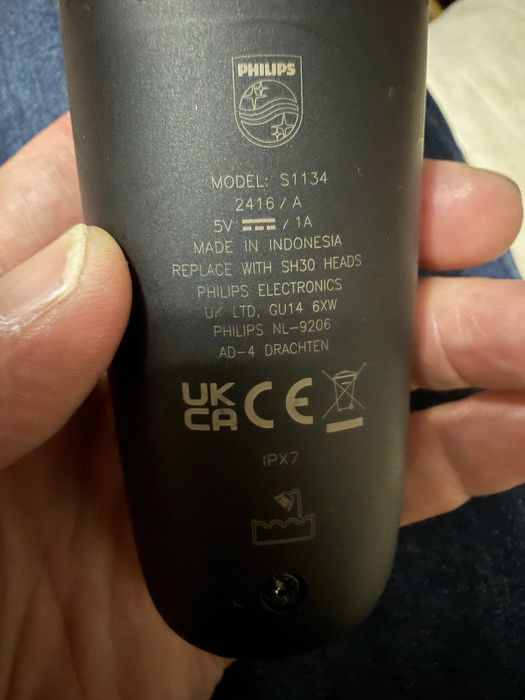 PHILIPS
MODEL: S1134
2416 / A
5V ⎓ / 1A
MADE IN INDONESIA
REPLACE WITH SH30 HEADS
PHILIPS ELECTRONICS
UK LTD, GU14 6XW
PHILIPS NL-9206
AD-4 DRACHTEN
UK
CA CE
IPX7